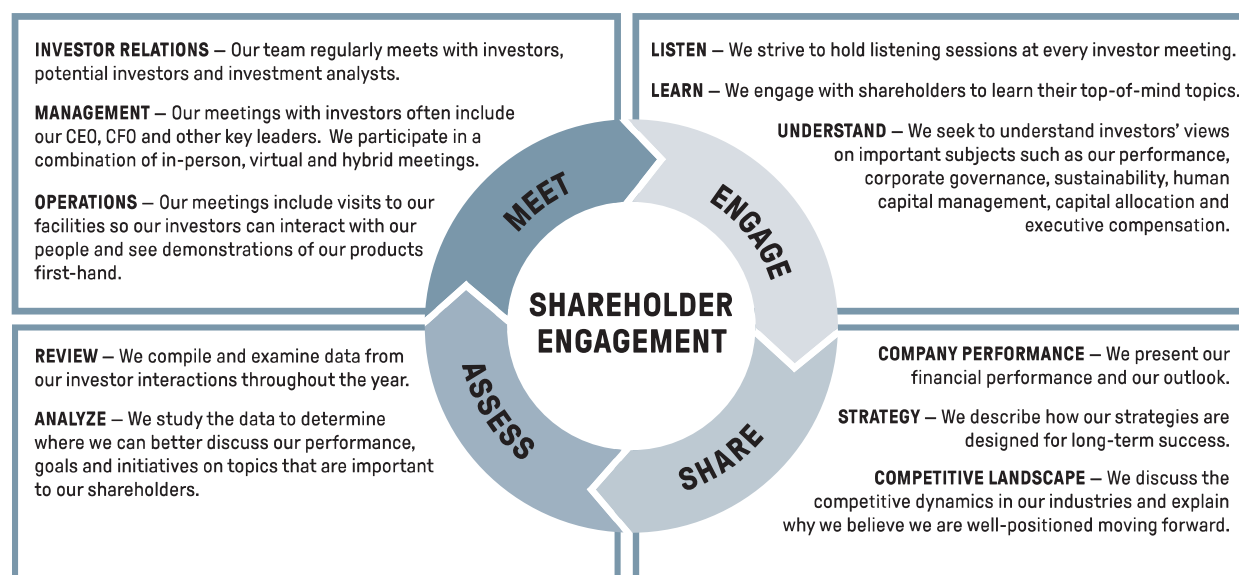 INVESTOR RELATIONS – Our team regularly meets with investors,
potential investors and investment analysts.
MANAGEMENT – Our meetings with investors often include
our CEO, CFO and other key leaders. We participate in a
combination of in-person, virtual and hybrid meetings.
OPERATIONS – Our meetings include visits to our
facilities so our investors can interact with our
people and see demonstrations of our products
first-hand.
MEET
LISTEN – We strive to hold listening sessions at every investor meeting.
LEARN – We engage with shareholders to learn their top-of-mind topics.
UNDERSTAND – We seek to understand investors’ views
on important subjects such as our performance,
corporate governance, sustainability, human
capital management, capital allocation and
executive compensation.
ENGAGE
SHAREHOLDER
ENGAGEMENT
REVIEW – We compile and examine data from
our investor interactions throughout the year.
ANALYZE – We study the data to determine
where we can better discuss our performance,
goals and initiatives on topics that are important
to our shareholders.
ASSESS
SHARE
COMPANY PERFORMANCE – We present our
financial performance and our outlook.
STRATEGY – We describe how our strategies are
designed for long-term success.
COMPETITIVE LANDSCAPE – We discuss the
competitive dynamics in our industries and explain
why we believe we are well-positioned moving forward.